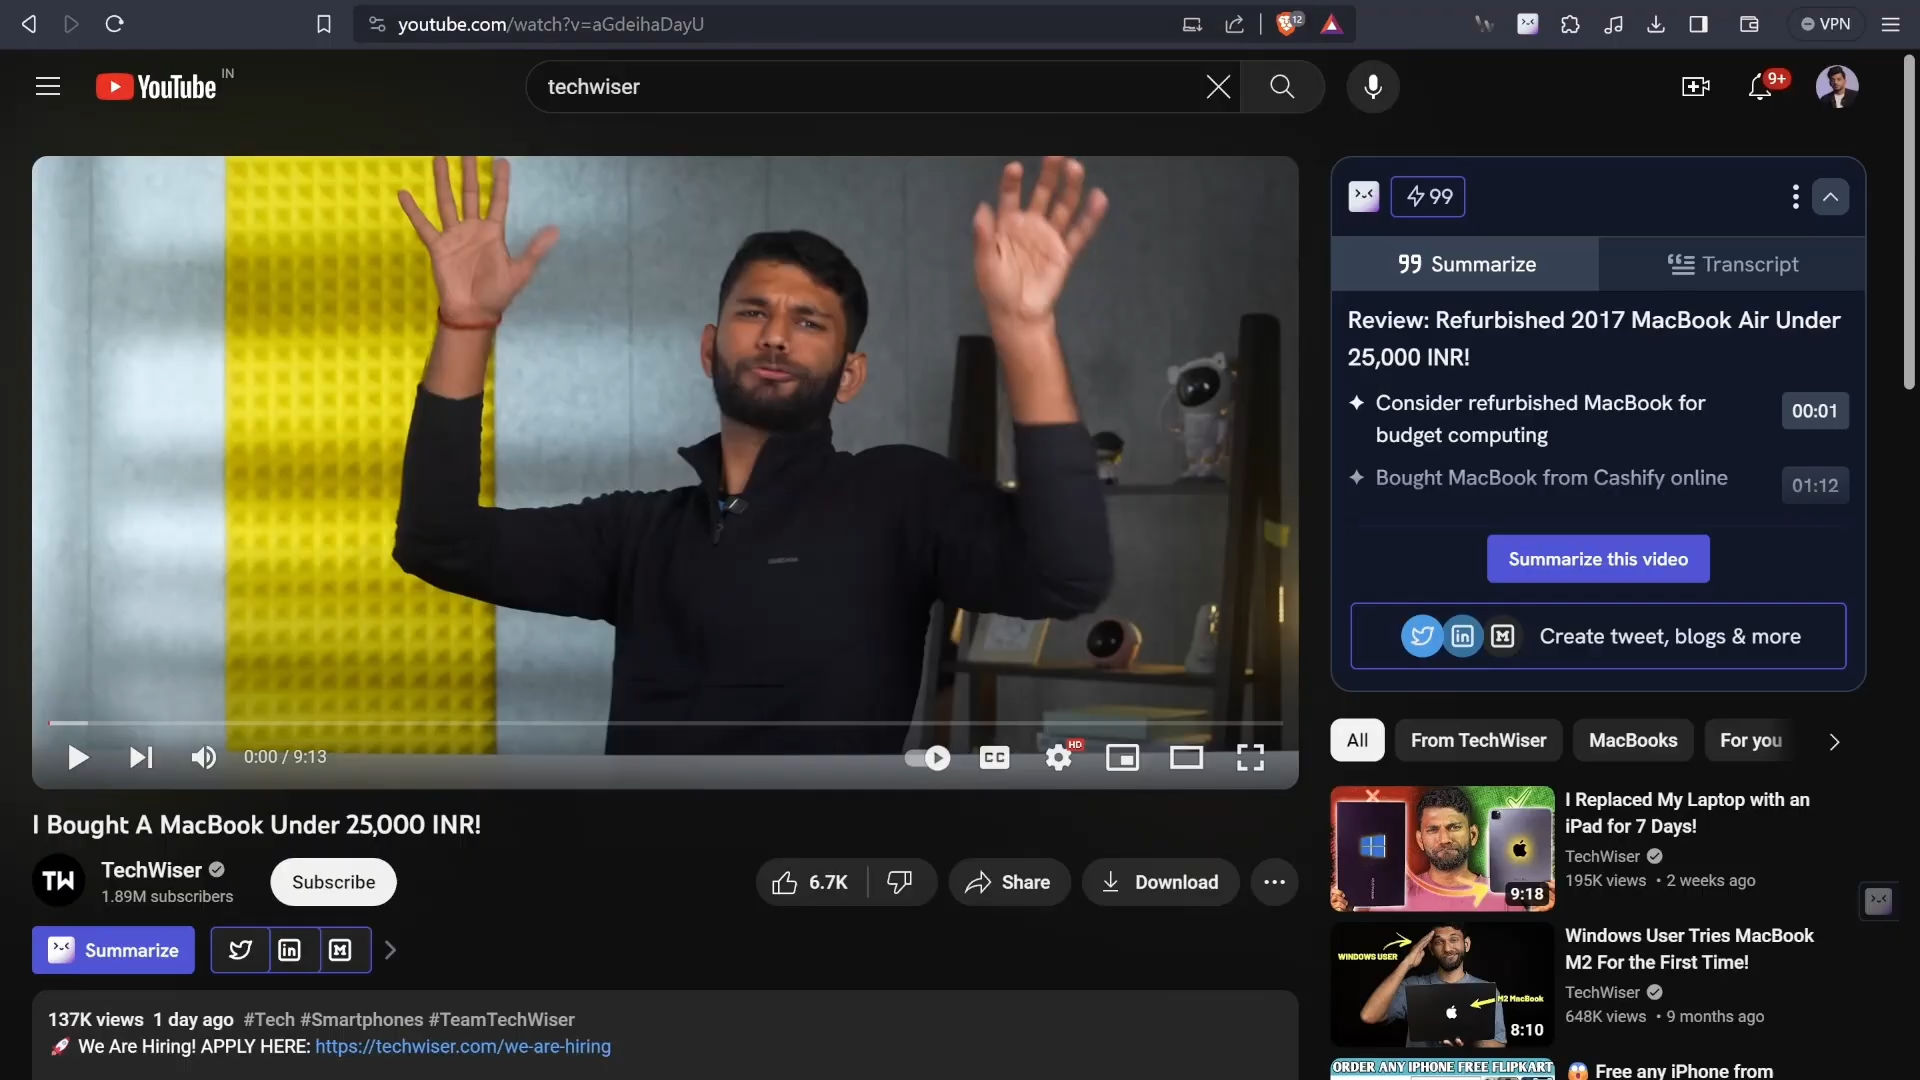 youtube.com/watch?v=aGdeihaDayU
12
VPN
YouTube IN
techwiser
9+
99
Summarize
Transcript
Review: Refurbished 2017 MacBook Air Under
25,000 INR!
Consider refurbished MacBook for
budget computing
00:01
Bought MacBook from Cashify online
01:12
Summarize this video
Create tweet, blogs & more
0:00 / 9:13
CC
HD
All
From TechWiser
MacBooks
For you
I Bought A MacBook Under 25,000 INR!
TW
TechWiser
1.89M subscribers
Subscribe
6.7K
Share
Download
Summarize
137K views 1 day ago #Tech #Smartphones #TeamTechWiser
🚀 We Are Hiring! APPLY HERE: https://techwiser.com/we-are-hiring
9:18
I Replaced My Laptop with an
iPad for 7 Days!
TechWiser
195K views • 2 weeks ago
WINDOWS USER
M2 MacBook
8:10
Windows User Tries MacBook
M2 For the First Time!
TechWiser
648K views • 9 months ago
ORDER ANY IPHONE FREE FLIPKART
😱 Free any iPhone from